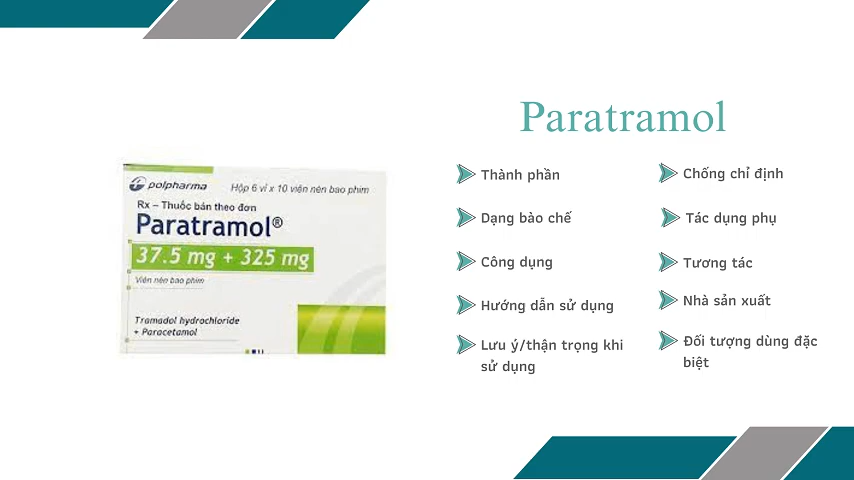 Paratramol
polpharma
Hộp 6 vỉ x 10 viên nén bao phim
Rx – Thuốc bán theo đơn
Paratramol®
37.5 mg + 325 mg
Viên nén bao phim
Tramadol hydrochloride
+ Paracetamol
Thành phần
Dạng bào chế
Công dụng
Hướng dẫn sử dụng
Lưu ý/thận trọng khi
sử dụng
Chống chỉ định
Tác dụng phụ
Tương tác
Nhà sản xuất
Đối tượng dùng đặc
biệt